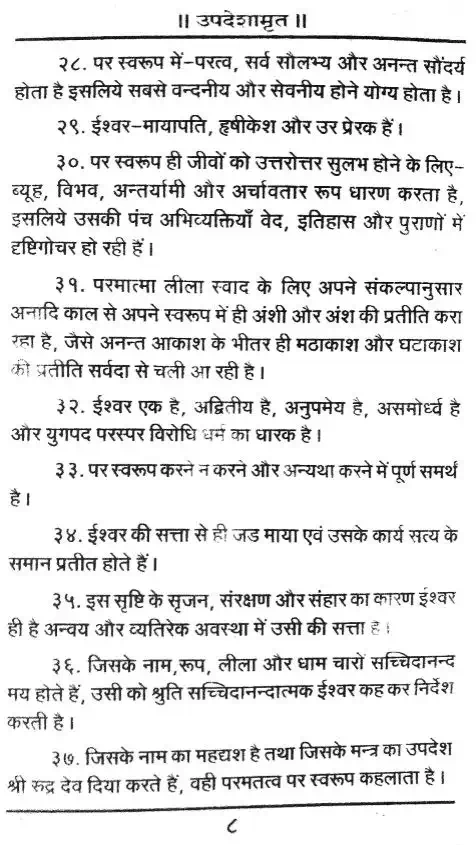 ॥ उपदेशामृत ॥
२८. पर स्वरूप में-परत्व, सर्व सौलभ्य और अनन्त सौंदर्य
होता है इसलिये सबसे वन्दनीय और सेवनीय होने योग्य होता है।
२९. ईश्वर-मायापति, हृषीकेश और उर प्रेरक हैं।
३०. पर स्वरूप ही जीवों को उत्तरोत्तर सुलभ होने के लिए-
ब्यूह, विभव, अन्तर्यामी और अर्चावतार रूप धारण करता है,
इसलिये उसकी पंच अभिव्यक्तियाँ वेद, इतिहास और पुराणों में
दृष्टिगोचर हो रही हैं।
३१. परमात्मा लीला स्वाद के लिए अपने संकल्पानुसार
अनादि काल से अपने स्वरूप में ही अंशी और अंश की प्रतीति करा
रहा है, जैसे अनन्त आकाश के भीतर ही मठाकाश और घटाकाश
की प्रतीति सर्वदा से चली आ रही है।
३२. ईश्वर एक है, अद्वितीय है, अनुपमेय है, असमोर्ध्व है
और युगपद परस्पर विरोधि धर्म का धारक है।
३३. पर स्वरूप करने न करने और अन्यथा करने में पूर्ण समर्थ
है।
३४. ईश्वर की सत्ता से ही जड माया एवं उसके कार्य सत्य के
समान प्रतीत होते हैं।
३५. इस सृष्टि के सृजन, संरक्षण और संहार का कारण ईश्वर
ही है अन्वय और व्यतिरेक अवस्था में उसी की सत्ता है।
३६. जिसके नाम,रूप, लीला और धाम चारों सच्चिदानन्द
मय होते हैं, उसी को श्रुति सच्चिदानन्दात्मक ईश्वर कह कर निर्देश
करती है।
३७. जिसके नाम का महद्यश है तथा जिसके मन्त्र का उपदेश
श्री रुद्र देव दिया करते हैं, वही परमतत्व पर स्वरूप कहलाता है।
८